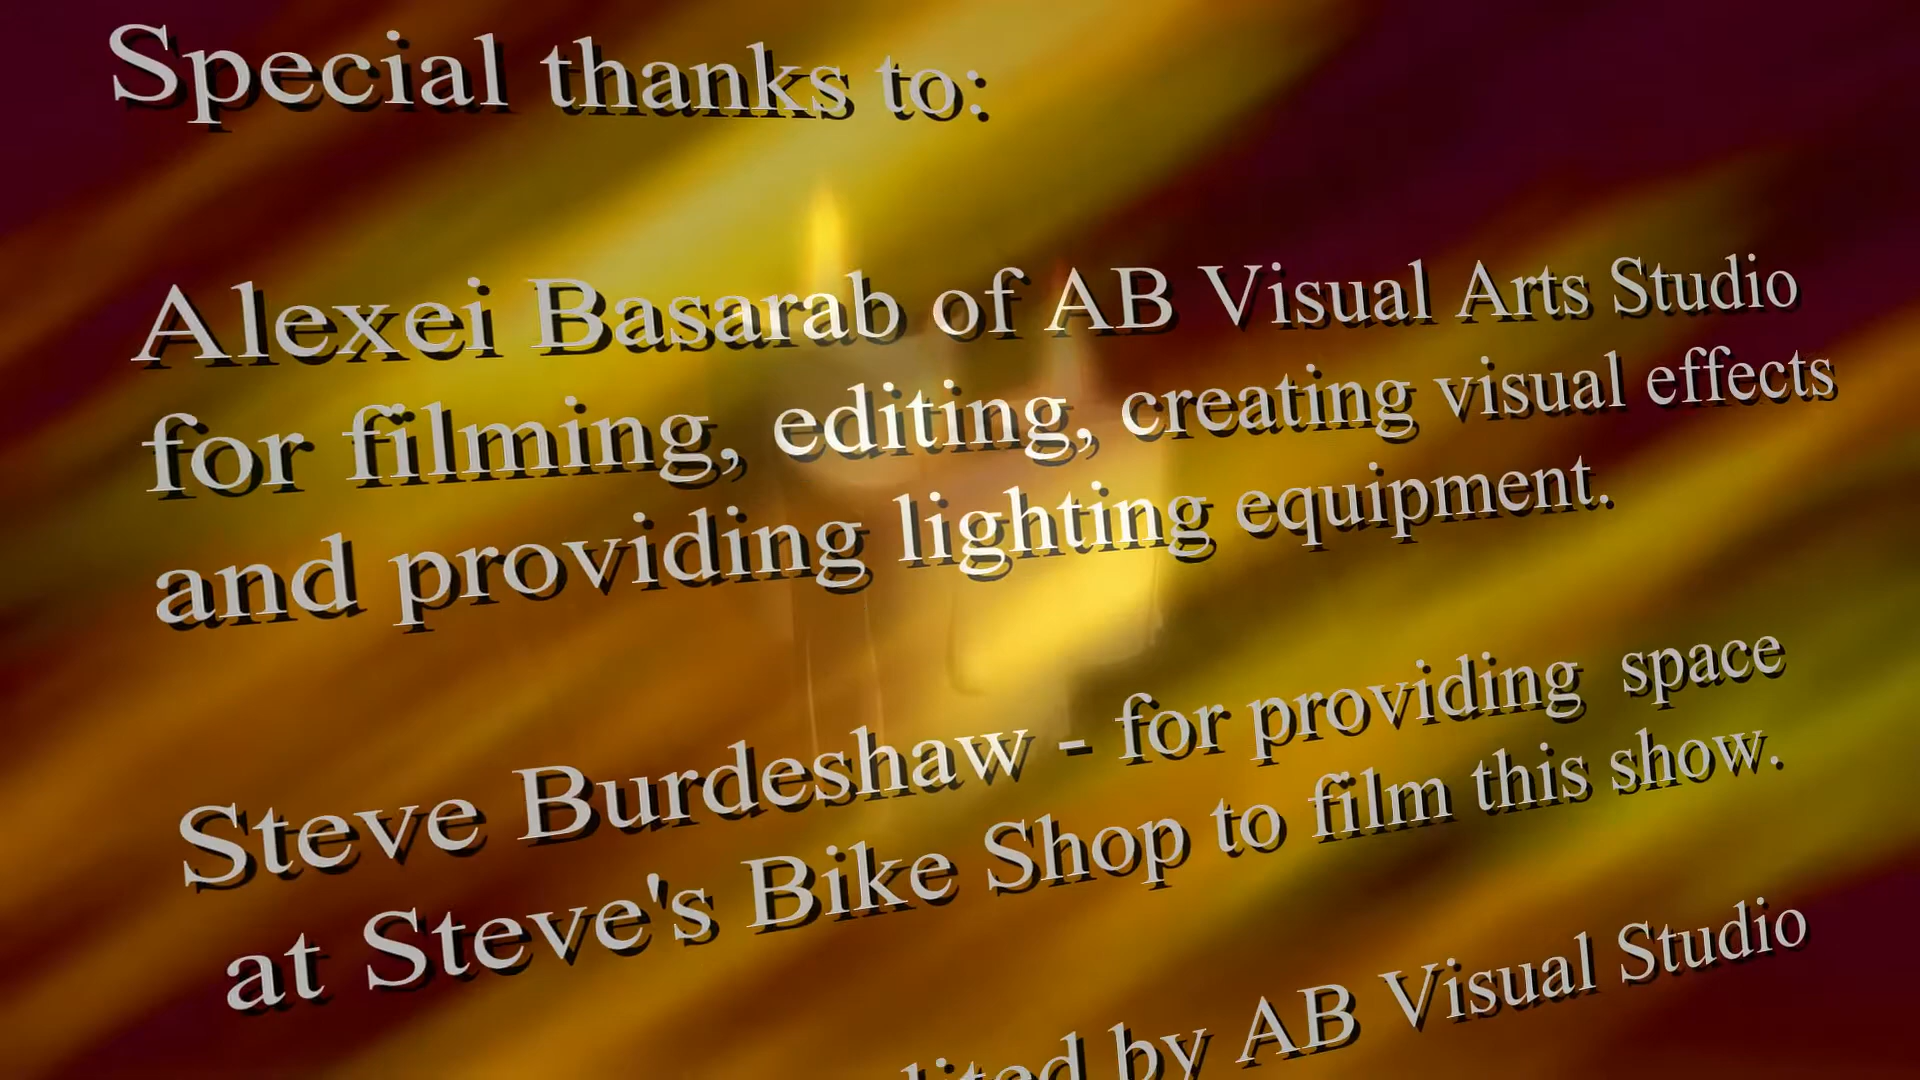 Special thanks to:
Alexei Basarab of AB Visual Arts Studio
for filming, editing, creating visual effects
and providing lighting equipment.
Steve Burdeshaw - for providing space
at Steve's Bike Shop to film this show.
by AB Visual Studio